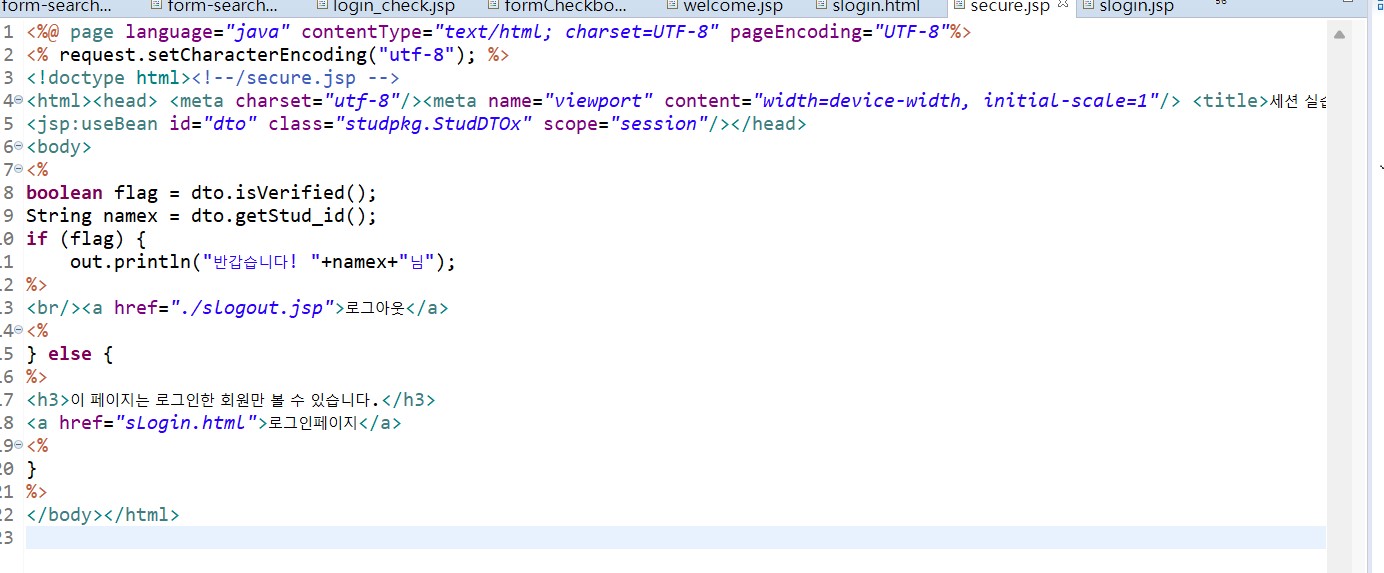 form-search... form-search... login_check.jsp formCheckbo... welcome.jsp slogin.html secure.jsp slogin.jsp
1 <%@ page language="java" contentType="text/html; charset=UTF-8" pageEncoding="UTF-8"%>
2 <% request.setCharacterEncoding("utf-8"); %>
3 <!doctype html><!--/secure.jsp -->
4 <html><head> <meta charset="utf-8"/><meta name="viewport" content="width=device-width, initial-scale=1"/> <title>세션
5 <jsp:useBean id="dto" class="studpkg.StudDTOx" scope="session"/></head>
6 <body>
7 <%
8 boolean flag = dto.isVerified();
9 String namex = dto.getStud_id();
10 if (flag) {
11     out.println("반갑습니다! "+namex+"님");
12 %>
13 <br/><a href="./slogout.jsp">로그아웃</a>
14 <%
15 } else {
16 %>
17 <h3>이 페이지는 로그인한 회원만 볼 수 있습니다.</h3>
18 <a href="sLogin.html">로그인페이지</a>
19 <%
20 }
21 %>
22 </body></html>
23